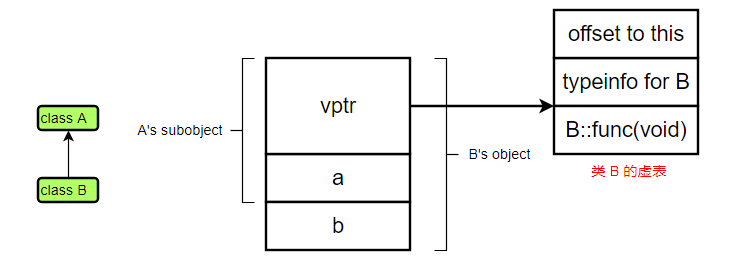 class A
class B
A's subobject
vptr
a
b
B's object
offset to this
typeinfo for B
B::func(void)
类 B 的虚表